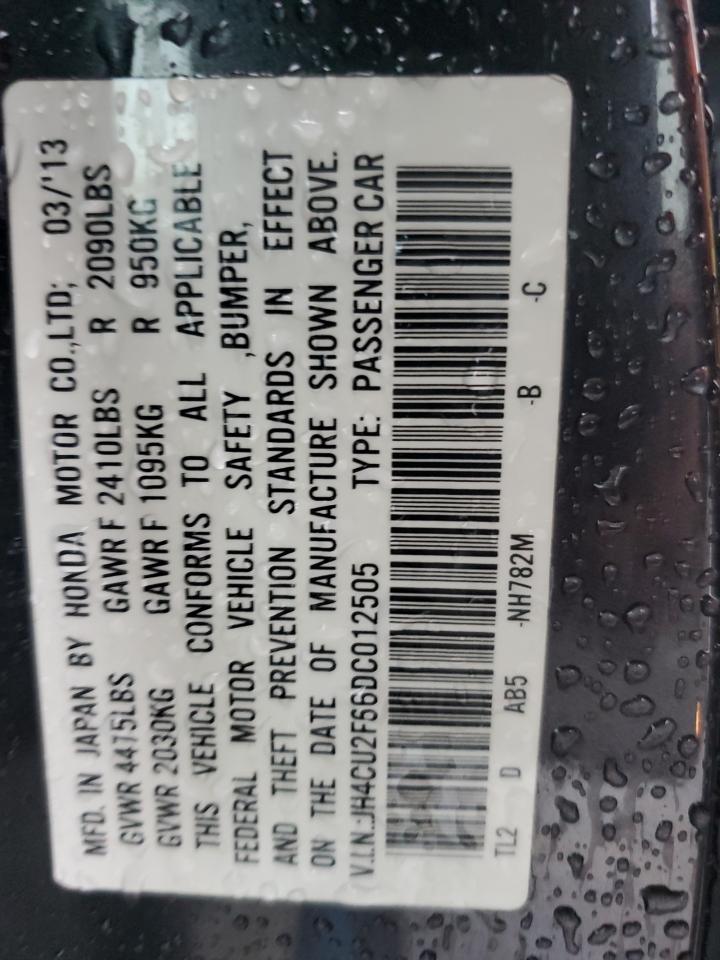 MFD. IN JAPAN BY HONDA MOTOR CO.,LTD; 03/'13
GVWR 4475LBS GAWR F 2410LBS R 2090LBS
GVWR 2030KG GAWR F 1095KG R 950KG
THIS VEHICLE CONFORMS TO ALL APPLICABLE
FEDERAL MOTOR VEHICLE SAFETY ,BUMPER,
AND THEFT PREVENTION STANDARDS IN EFFECT
ON THE DATE OF MANUFACTURE SHOWN ABOVE.
V.I.N.:JH4CU2F66DC012505 TYPE: PASSENGER CAR
TL2 D AB5 -NH782M -B -C